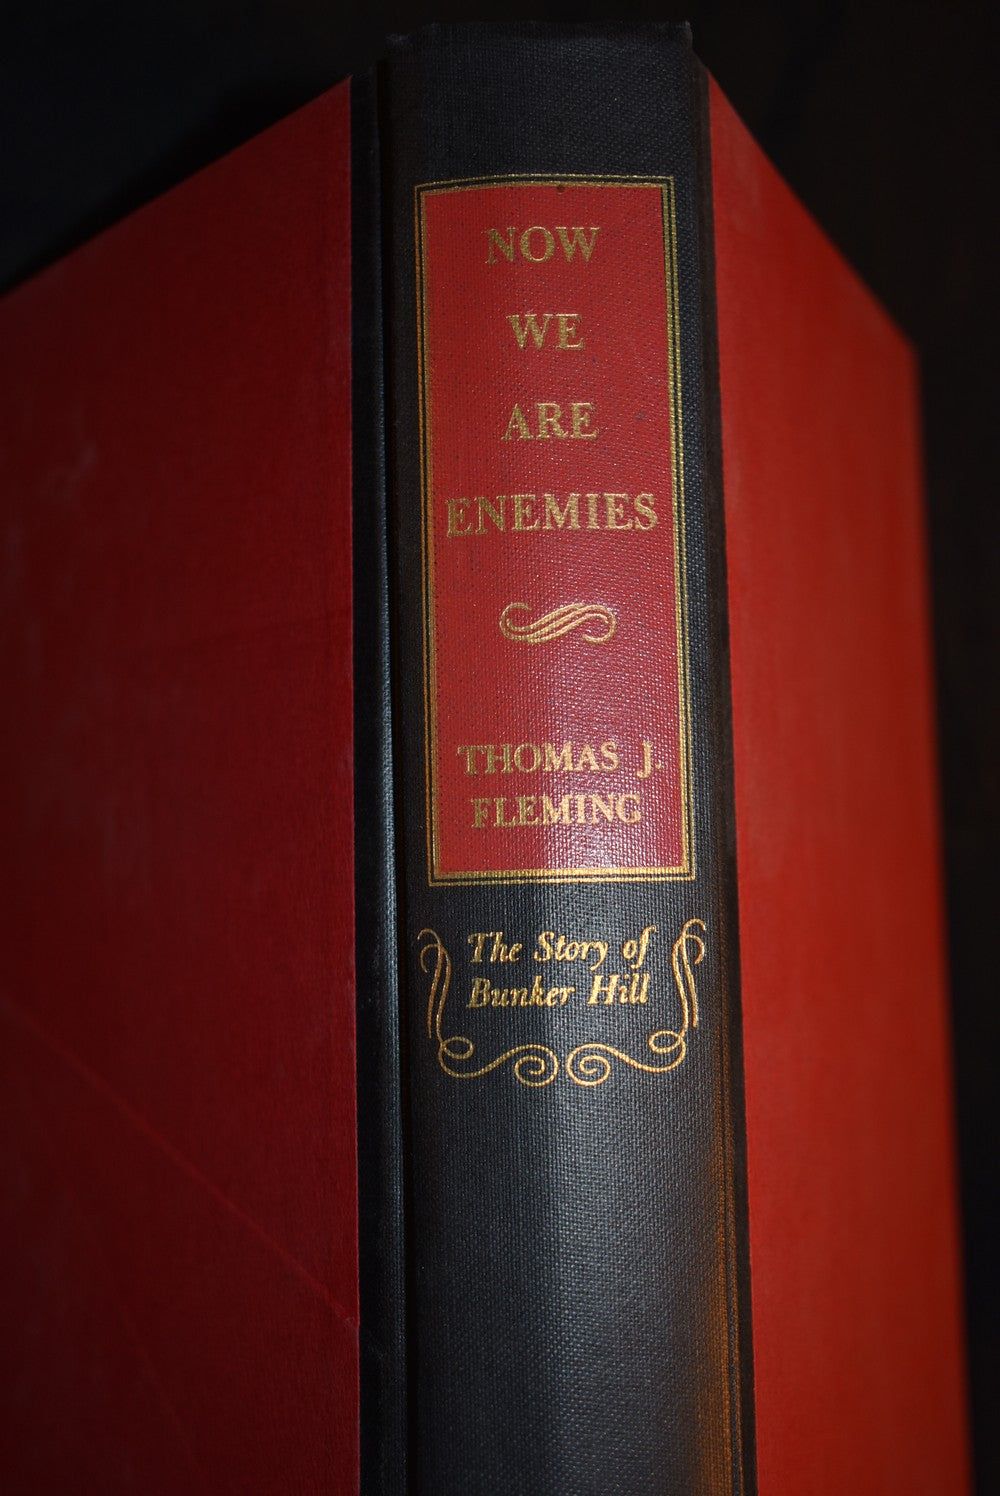 NOW
WE
ARE
ENEMIES
THOMAS J.
FLEMING
The Story of
Bunker Hill